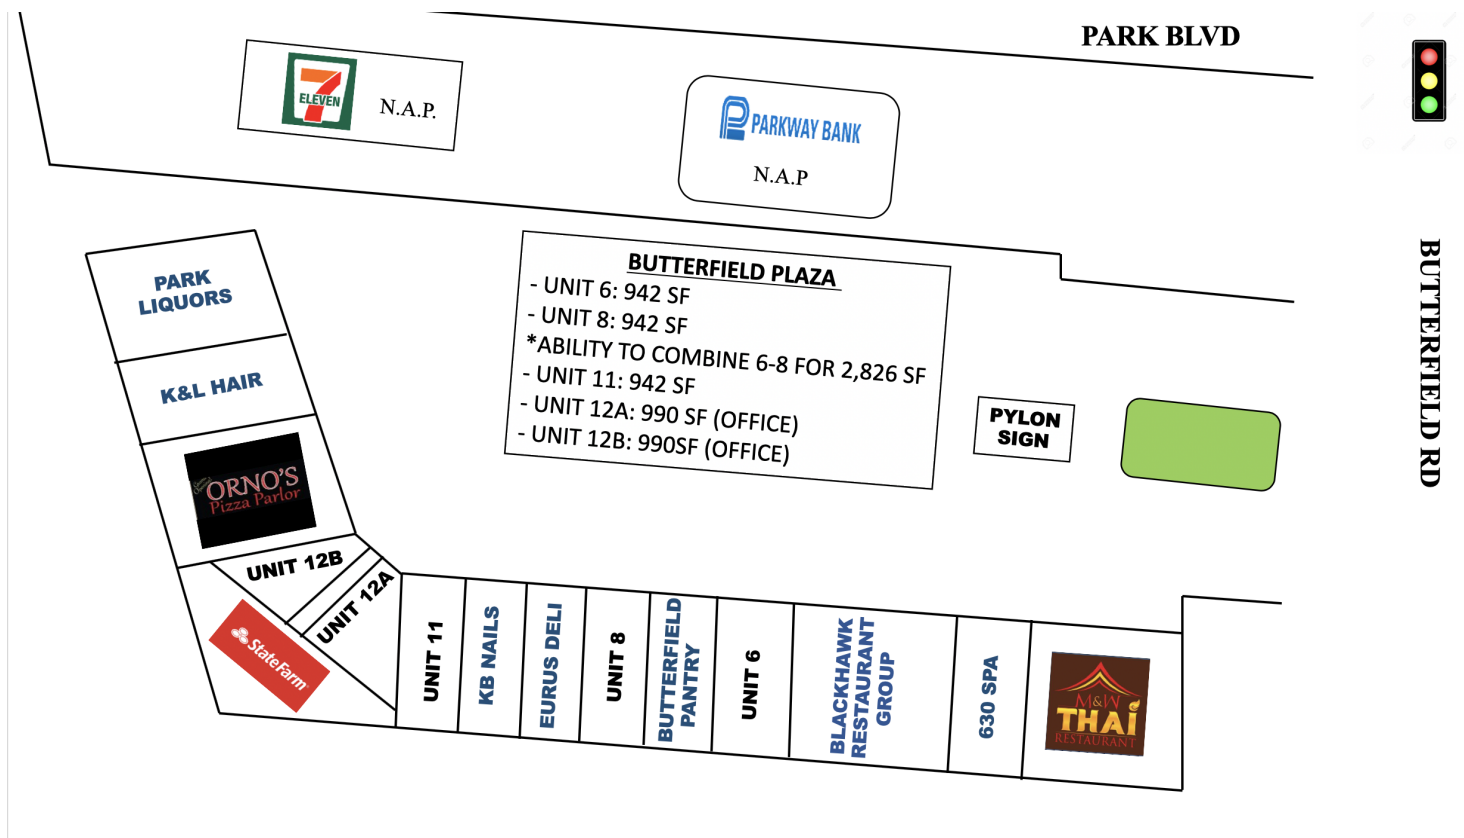 PARK BLVD
7
ELEVEN
N.A.P.
PARKWAY BANK
N.A.P
BUTTERFIELD RD
PARK
LIQUORS
K&L HAIR
ORNO'S
Pizza Parlor
BUTTERFIELD PLAZA
- UNIT 6: 942 SF
- UNIT 8: 942 SF
*ABILITY TO COMBINE 6-8 FOR 2,826 SF
- UNIT 11: 942 SF
- UNIT 12A: 990 SF (OFFICE)
- UNIT 12B: 990SF (OFFICE)
PYLON
SIGN
UNIT 12B
UNIT 12A
StateFarm
UNIT 11
KB NAILS
EURUS DELI
UNIT 8
BUTTERFIELD
PANTRY
UNIT 6
BLACKHAWK
RESTAURANT
GROUP
630 SPA
M&W
THAI
RESTAURANT